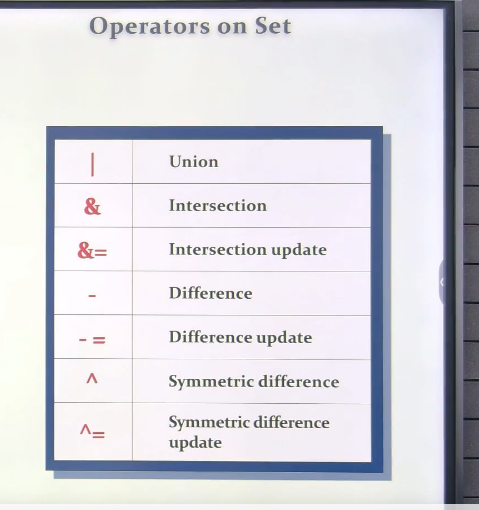 Operators on Set
| Union
& Intersection
&= Intersection update
- Difference
- = Difference update
^ Symmetric difference
^= Symmetric difference
update